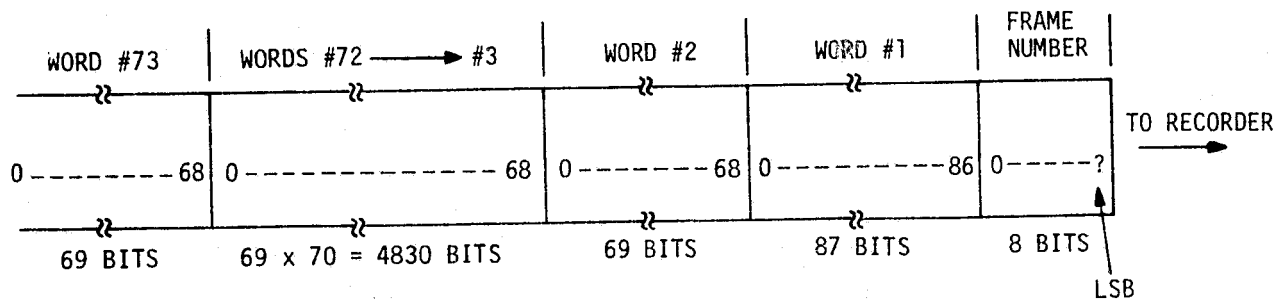 FRAME
NUMBER
WORD #73 WORDS #72 → #3 WORD #2 WORD #1
TO RECORDER
0--------68 0-------------68 0-------68 0---------86 0-----?
69 BITS 69 x 70 = 4830 BITS 69 BITS 87 BITS 8 BITS
LSB